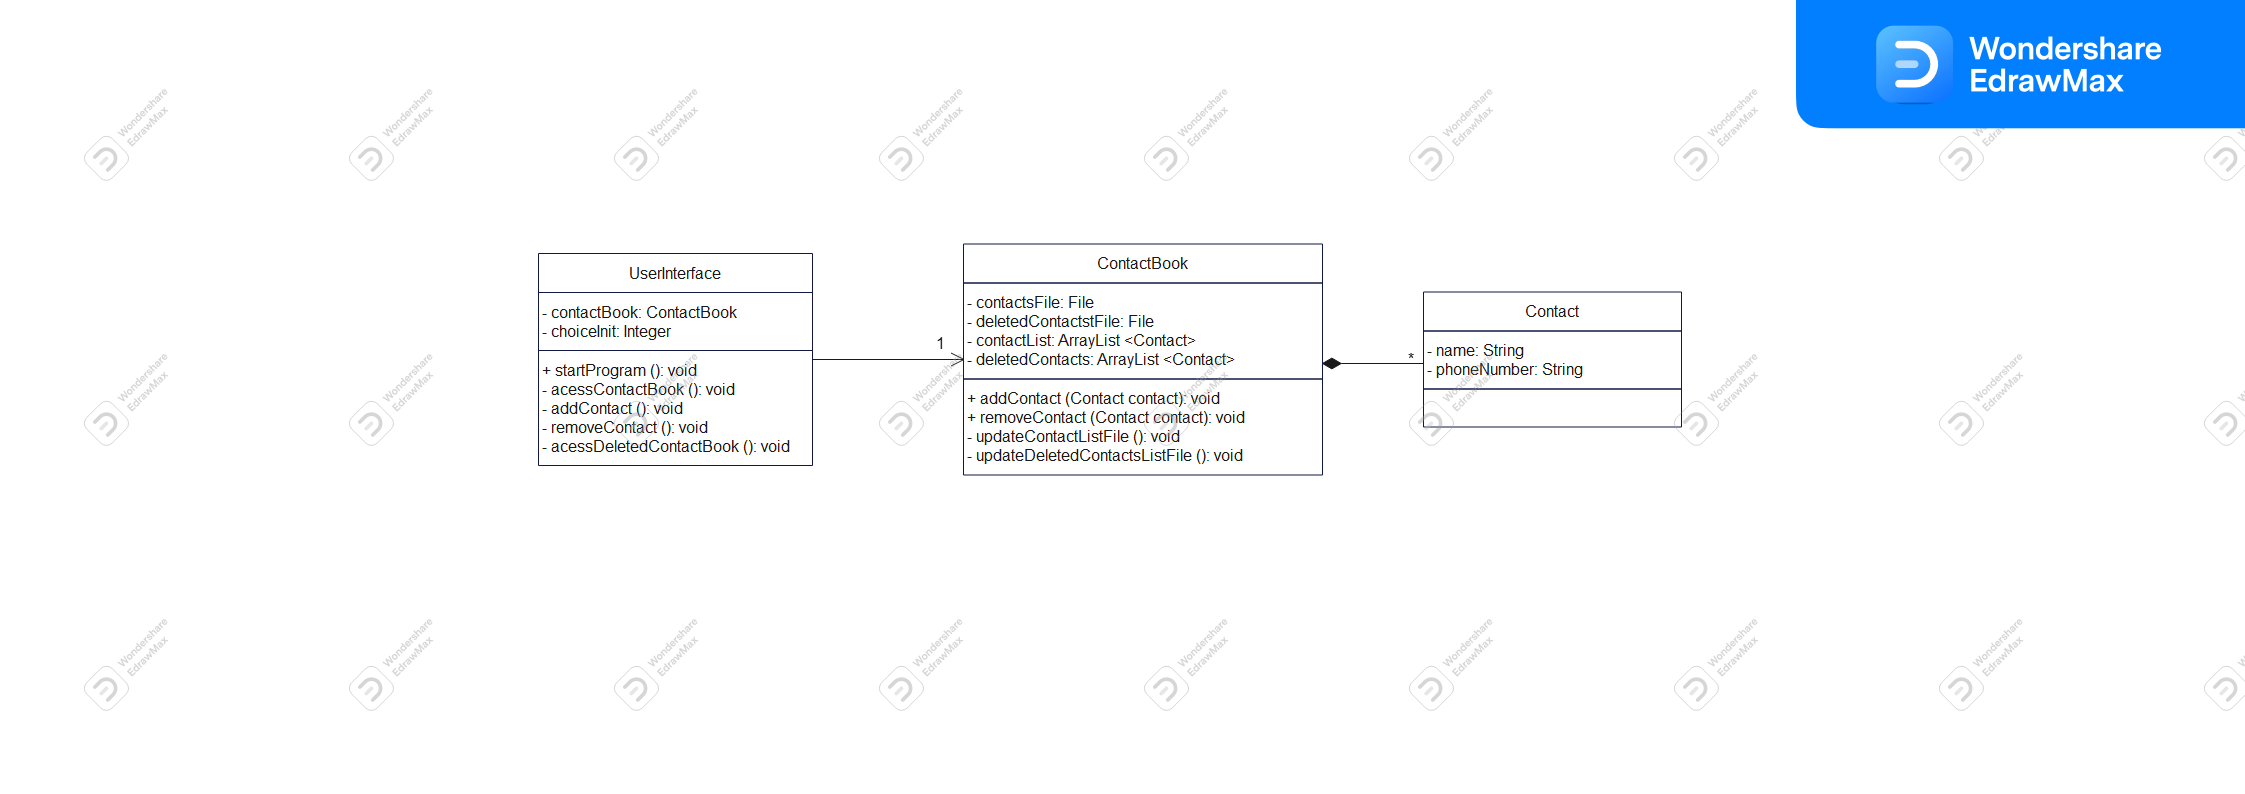 Wondershare
EdrawMax
UserInterface
- contactBook: ContactBook
- choiceInit: Integer
+ startProgram (): void
- acessContactBook (): void
- addContact (): void
- removeContact (): void
- acessDeletedContactBook (): void
1
ContactBook
- contactsFile: File
- deletedContactstFile: File
- contactList: ArrayList <Contact>
- deletedContacts: ArrayList <Contact>
+ addContact (Contact contact): void
+ removeContact (Contact contact): void
- updateContactListFile (): void
- updateDeletedContactsListFile (): void
*
Contact
- name: String
- phoneNumber: String